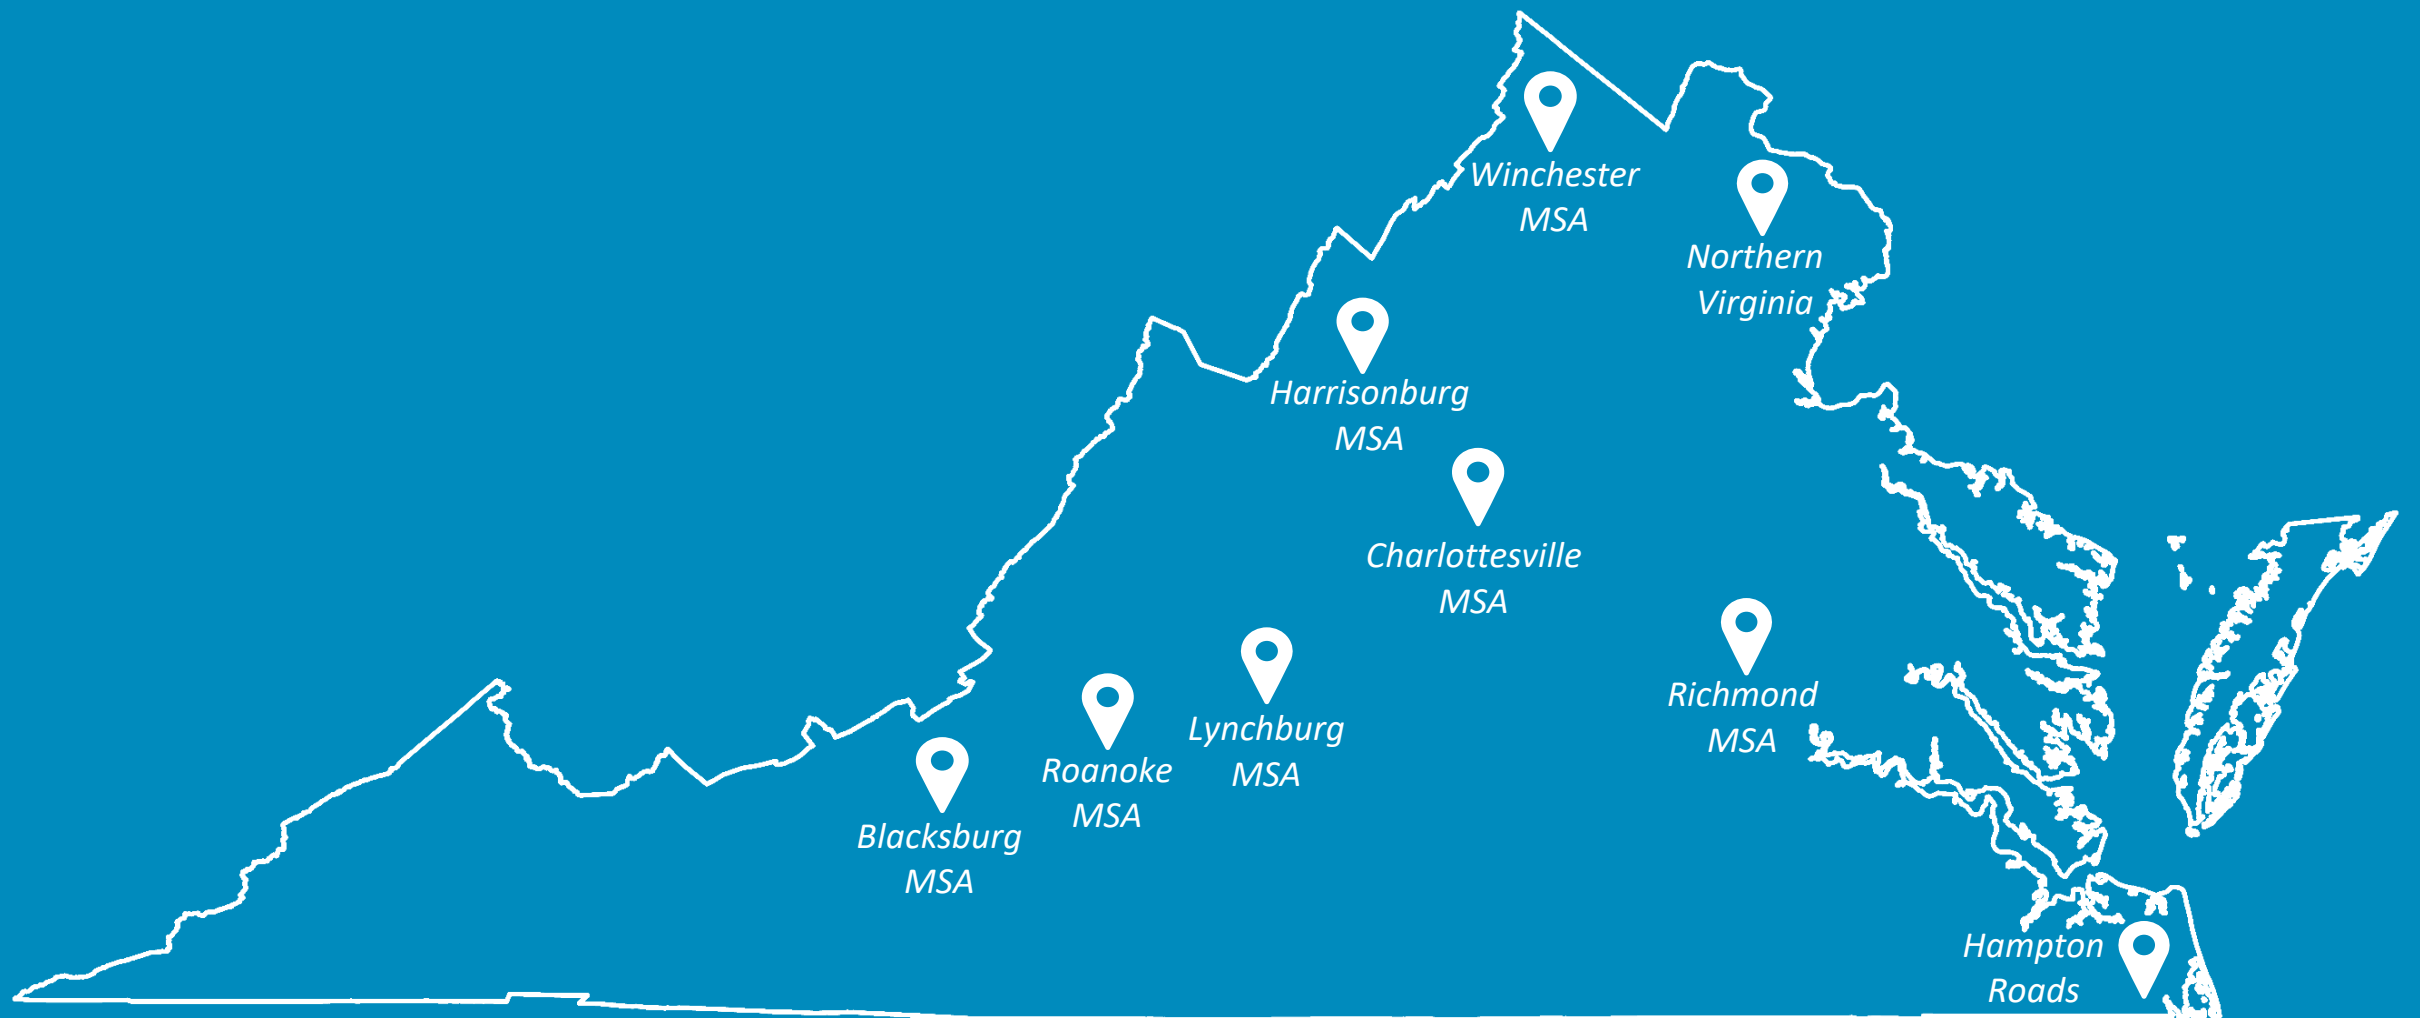 Winchester
MSA
Northern
Virginia
Harrisonburg
MSA
Charlottesville
MSA
Richmond
MSA
Lynchburg
MSA
Roanoke
MSA
Blacksburg
MSA
Hampton
Roads